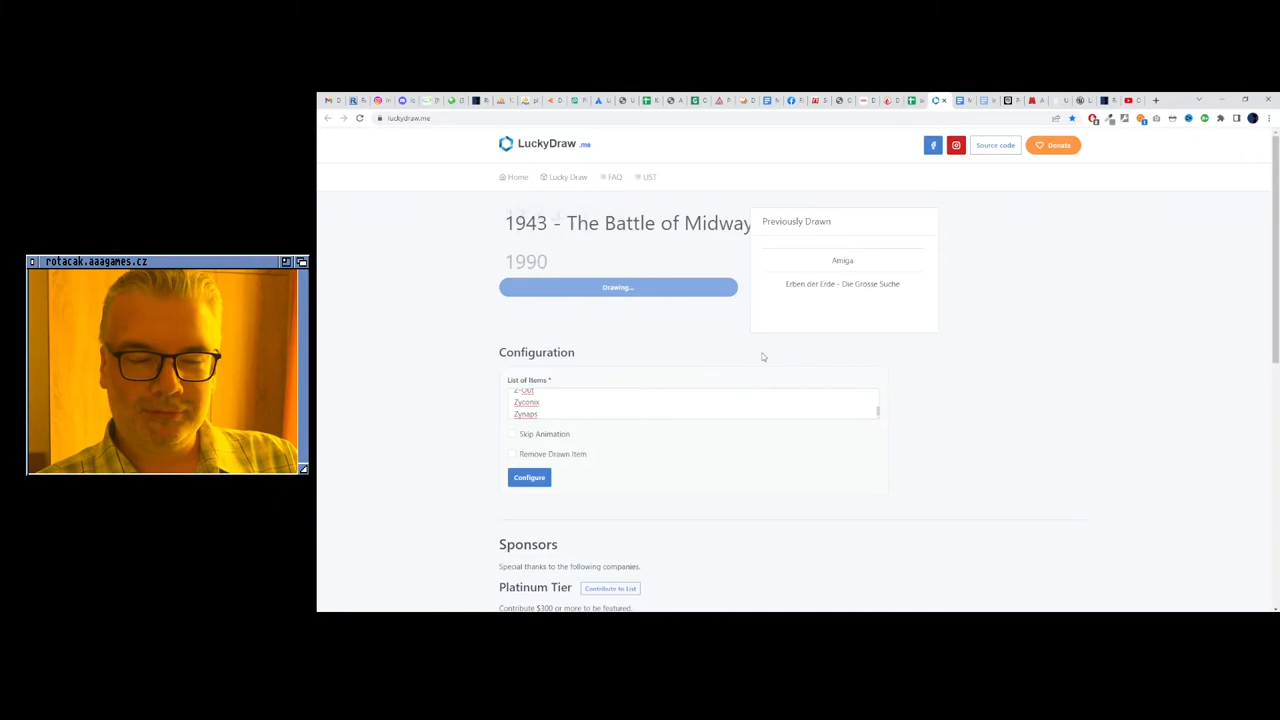 luckydraw.me
LuckyDraw .me
Source code
Donate
Home
Lucky Draw
FAQ
LIST
1943 - The Battle of Midway
Previously Drawn
1990
Amiga
Drawing...
Erben der Erde - Die Grosse Suche
rotacak.aaagames.cz
Configuration
List of Items *
Z-Out
Zyconix
Zynaps
Skip Animation
Remove Drawn Item
Configure
Sponsors
Special thanks to the following companies.
Platinum Tier
Contribute to List
Contribute $300 or more to be featured.